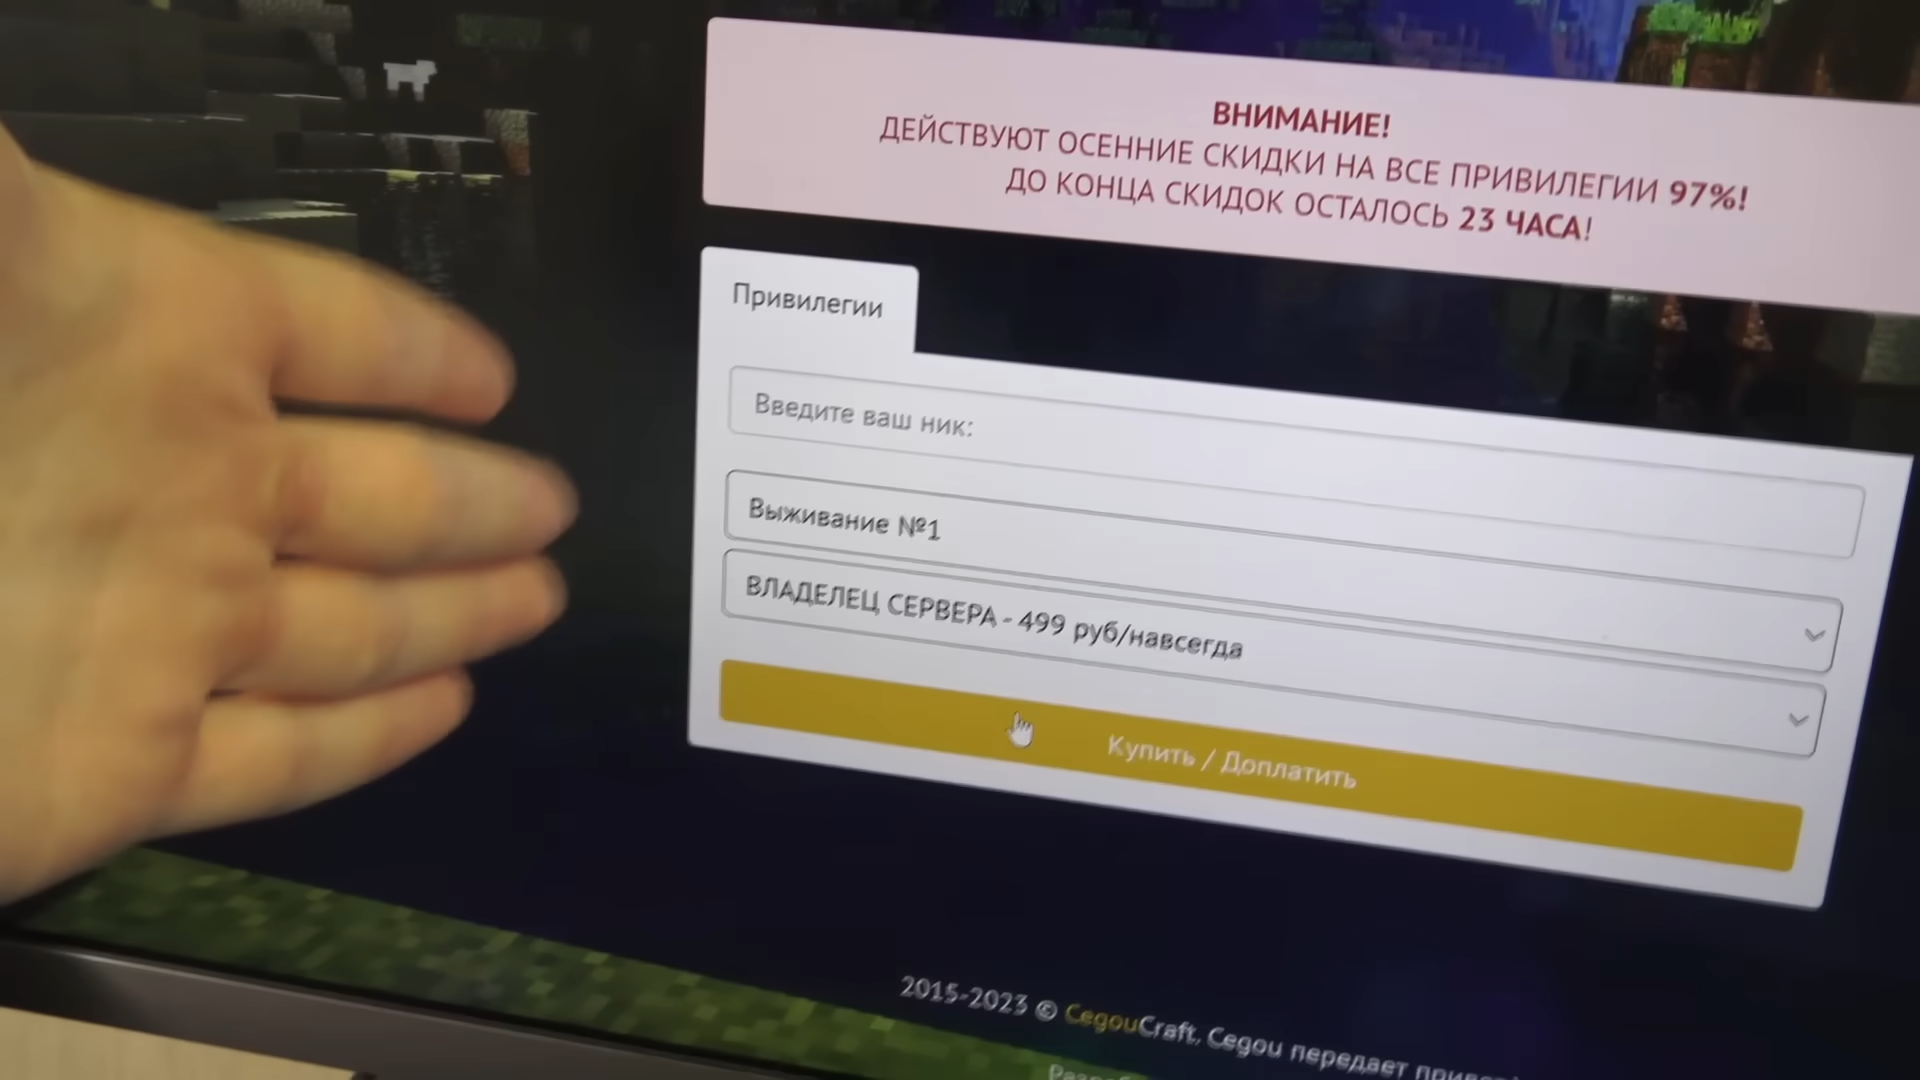 ВНИМАНИЕ!
ДЕЙСТВУЮТ ОСЕННИЕ СКИДКИ НА ВСЕ ПРИВИЛЕГИИ 97%!
ДО КОНЦА СКИДОК ОСТАЛОСЬ 23 ЧАСА!
Привилегии
Введите ваш ник:
Выживание №1
ВЛАДЕЛЕЦ СЕРВЕРА - 499 руб/навсегда
Купить / Доплатить
2015-2023 © CegouCraft, Cegou передает